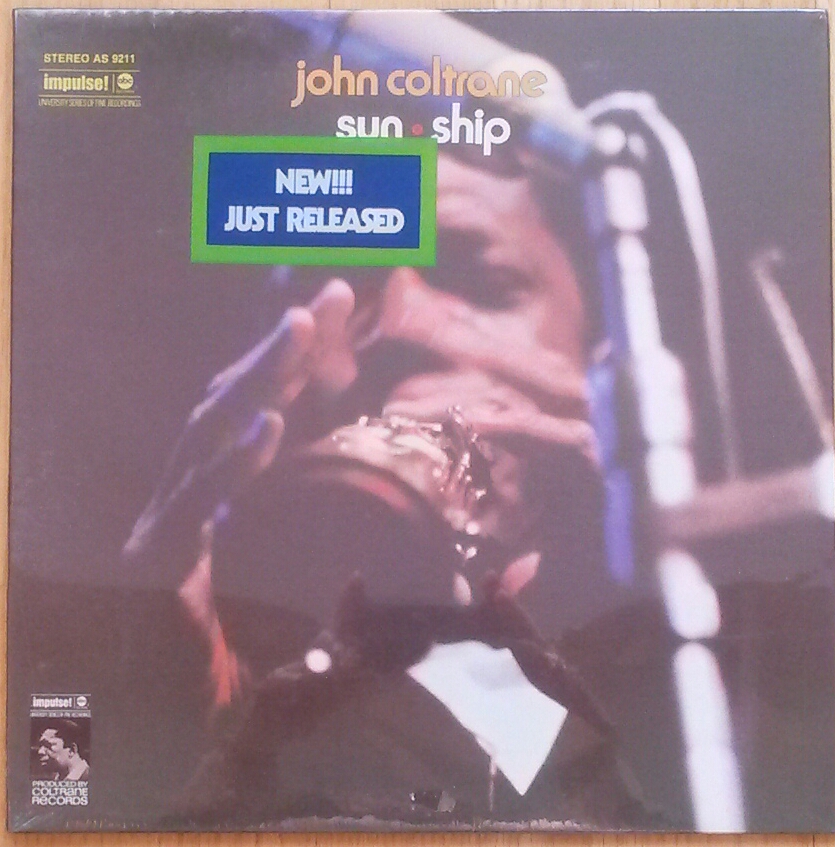 STEREO AS 9211
impulse! abc
UNIVERSITY SERIES OF FINE RECORDINGS
john coltrane
sun • ship
NEW!!!
JUST RELEASED
impulse!
PRODUCED BY
COLTRANE
RECORDS